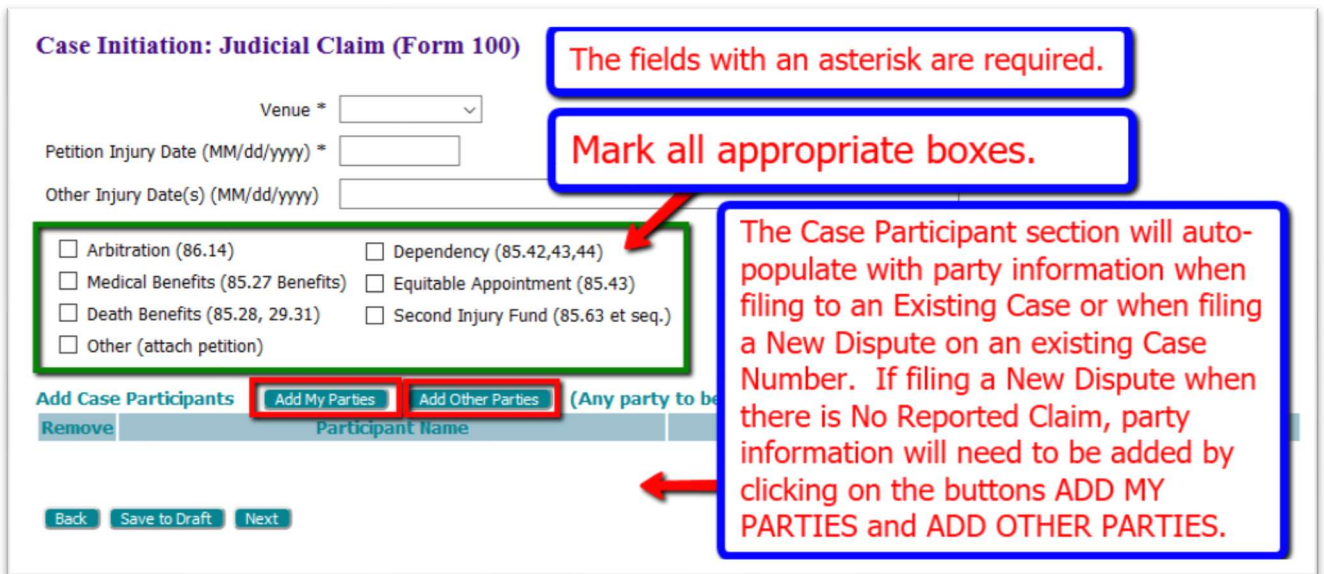 Case Initiation: Judicial Claim (Form 100)
The fields with an asterisk are required.
Venue *
Petition Injury Date (MM/dd/yyyy) *
Mark all appropriate boxes.
Other Injury Date(s) (MM/dd/yyyy)
Arbitration (86.14)
Dependency (85.42,43,44)
Medical Benefits (85.27 Benefits)
Equitable Appointment (85.43)
Death Benefits (85.28, 29.31)
Second Injury Fund (85.63 et seq.)
Other (attach petition)
The Case Participant section will auto-
populate with party information when
filing to an Existing Case or when filing
a New Dispute on an existing Case
Number. If filing a New Dispute when
there is No Reported Claim, party
information will need to be added by
clicking on the buttons ADD MY
PARTIES and ADD OTHER PARTIES.
Add Case Participants Add My Parties Add Other Parties (Any party to be
Remove Participant Name
Back Save to Draft Next